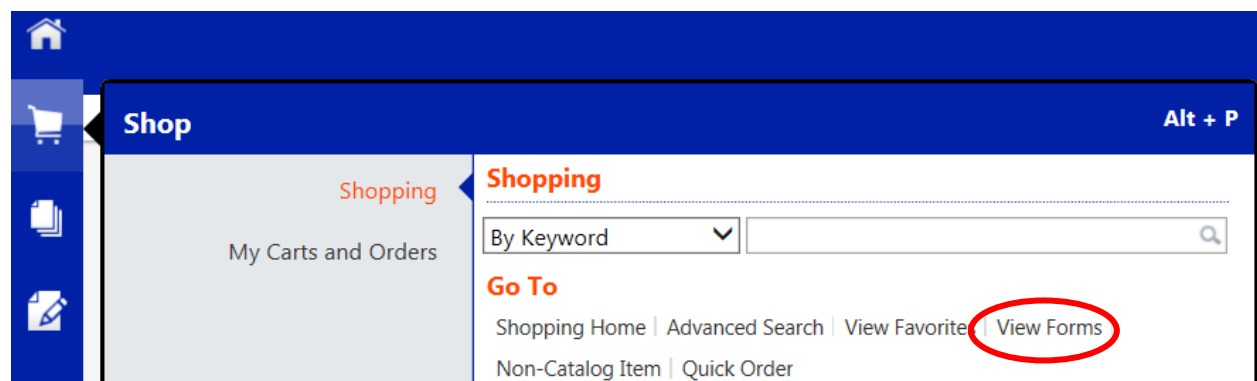 Shop Alt + P
Shopping
My Carts and Orders
Shopping
By Keyword
Go To
Shopping Home | Advanced Search | View Favorites | View Forms
Non-Catalog Item | Quick Order